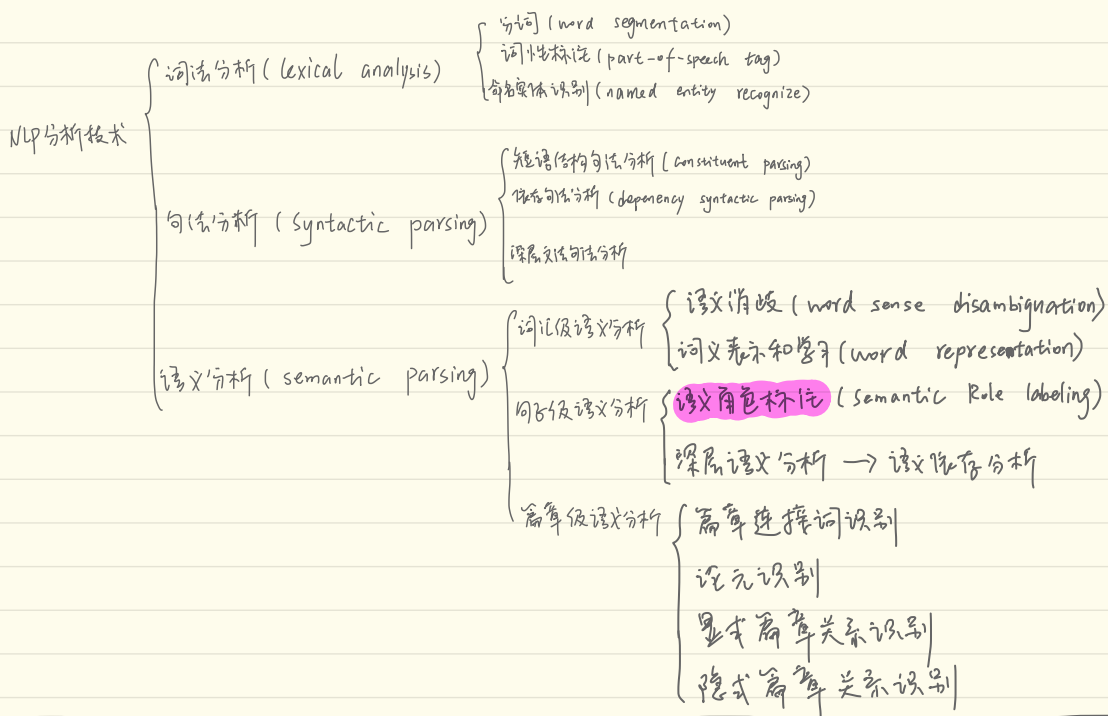 分词(word segmentation)
词法分析(lexical analysis)
词性标注(part-of-speech tag)
命名实体识别(named entity recognize)
NLP分析技术
短语结构句法分析(constituent parsing)
依存句法分析(depenency syntactic parsing)
句法分析(syntactic parsing)
深层文法句法分析
词汇级语义分析
语义消歧(word sense disambiguation)
词义表示和学习(word representation)
语义分析(semantic parsing)
句子级语义分析
语义角色标注(Semantic Role labeling)
深层语义分析 → 语义依存分析
篇章级语义分析
篇章连接词识别
论元识别
显式篇章关系识别
隐式篇章关系识别